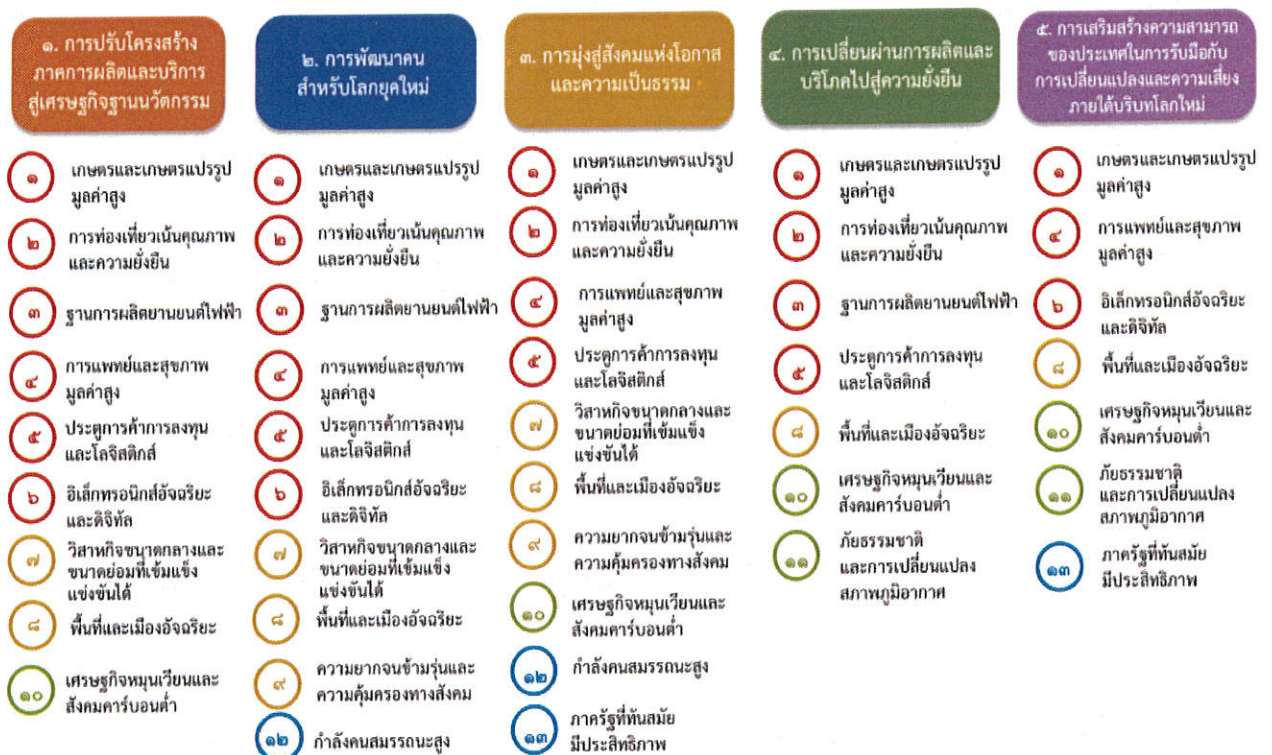 ๑. การปรับโครงสร้าง
ภาคการผลิตและบริการ
สู่เศรษฐกิจฐานนวัตกรรม
๑
เกษตรและเกษตรแปรรูป
มูลค่าสูง
๒
การท่องเที่ยวเน้นคุณภาพ
และความยั่งยืน
๓
ฐานการผลิตยานยนต์ไฟฟ้า
๔
การแพทย์และสุขภาพ
มูลค่าสูง
๕
ประตูการค้าการลงทุน
และโลจิสติกส์
๖
อิเล็กทรอนิกส์อัจฉริยะ
และดิจิทัล
๗
วิสาหกิจขนาดกลางและ
ขนาดย่อมที่เข้มแข็ง
แข่งขันได้
๘
พื้นที่และเมืองอัจฉริยะ
๑๐
เศรษฐกิจหมุนเวียนและ
สังคมคาร์บอนต่ำ
๒. การพัฒนาคน
สำหรับโลกยุคใหม่
๑
เกษตรและเกษตรแปรรูป
มูลค่าสูง
๒
การท่องเที่ยวเน้นคุณภาพ
และความยั่งยืน
๓
ฐานการผลิตยานยนต์ไฟฟ้า
๔
การแพทย์และสุขภาพ
มูลค่าสูง
๕
ประตูการค้าการลงทุน
และโลจิสติกส์
๖
อิเล็กทรอนิกส์อัจฉริยะ
และดิจิทัล
๗
วิสาหกิจขนาดกลางและ
ขนาดย่อมที่เข้มแข็ง
แข่งขันได้
๘
พื้นที่และเมืองอัจฉริยะ
๙
ความยากจนข้ามรุ่นและ
ความคุ้มครองทางสังคม
๑๒
กำลังคนสมรรถนะสูง
๓. การมุ่งสู่สังคมแห่งโอกาส
และความเป็นธรรม
๑
เกษตรและเกษตรแปรรูป
มูลค่าสูง
๒
การท่องเที่ยวเน้นคุณภาพ
และความยั่งยืน
๔
การแพทย์และสุขภาพ
มูลค่าสูง
๕
ประตูการค้าการลงทุน
และโลจิสติกส์
๗
วิสาหกิจขนาดกลางและ
ขนาดย่อมที่เข้มแข็ง
แข่งขันได้
๘
พื้นที่และเมืองอัจฉริยะ
๙
ความยากจนข้ามรุ่นและ
ความคุ้มครองทางสังคม
๑๐
เศรษฐกิจหมุนเวียนและ
สังคมคาร์บอนต่ำ
๑๒
กำลังคนสมรรถนะสูง
๑๓
ภาครัฐที่ทันสมัย
มีประสิทธิภาพ
๔. การเปลี่ยนผ่านการผลิตและ
บริโภคไปสู่ความยั่งยืน
๑
เกษตรและเกษตรแปรรูป
มูลค่าสูง
๒
การท่องเที่ยวเน้นคุณภาพ
และความยั่งยืน
๓
ฐานการผลิตยานยนต์ไฟฟ้า
๕
ประตูการค้าการลงทุน
และโลจิสติกส์
๘
พื้นที่และเมืองอัจฉริยะ
๑๐
เศรษฐกิจหมุนเวียนและ
สังคมคาร์บอนต่ำ
๑๑
ภัยธรรมชาติ
และการเปลี่ยนแปลง
สภาพภูมิอากาศ
๕. การเสริมสร้างความสามารถ
ของประเทศในการรับมือกับ
การเปลี่ยนแปลงและความเสี่ยง
ภายใต้บริบทโลกใหม่
๑
เกษตรและเกษตรแปรรูป
มูลค่าสูง
๔
การแพทย์และสุขภาพ
มูลค่าสูง
๖
อิเล็กทรอนิกส์อัจฉริยะ
และดิจิทัล
๘
พื้นที่และเมืองอัจฉริยะ
๑๐
เศรษฐกิจหมุนเวียนและ
สังคมคาร์บอนต่ำ
๑๑
ภัยธรรมชาติ
และการเปลี่ยนแปลง
สภาพภูมิอากาศ
๑๓
ภาครัฐที่ทันสมัย
มีประสิทธิภาพ